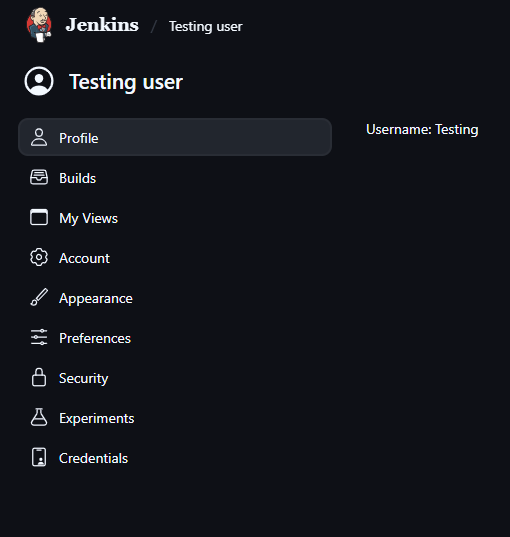 Jenkins / Testing user
Testing user
Profile
Username: Testing
Builds
My Views
Account
Appearance
Preferences
Security
Experiments
Credentials